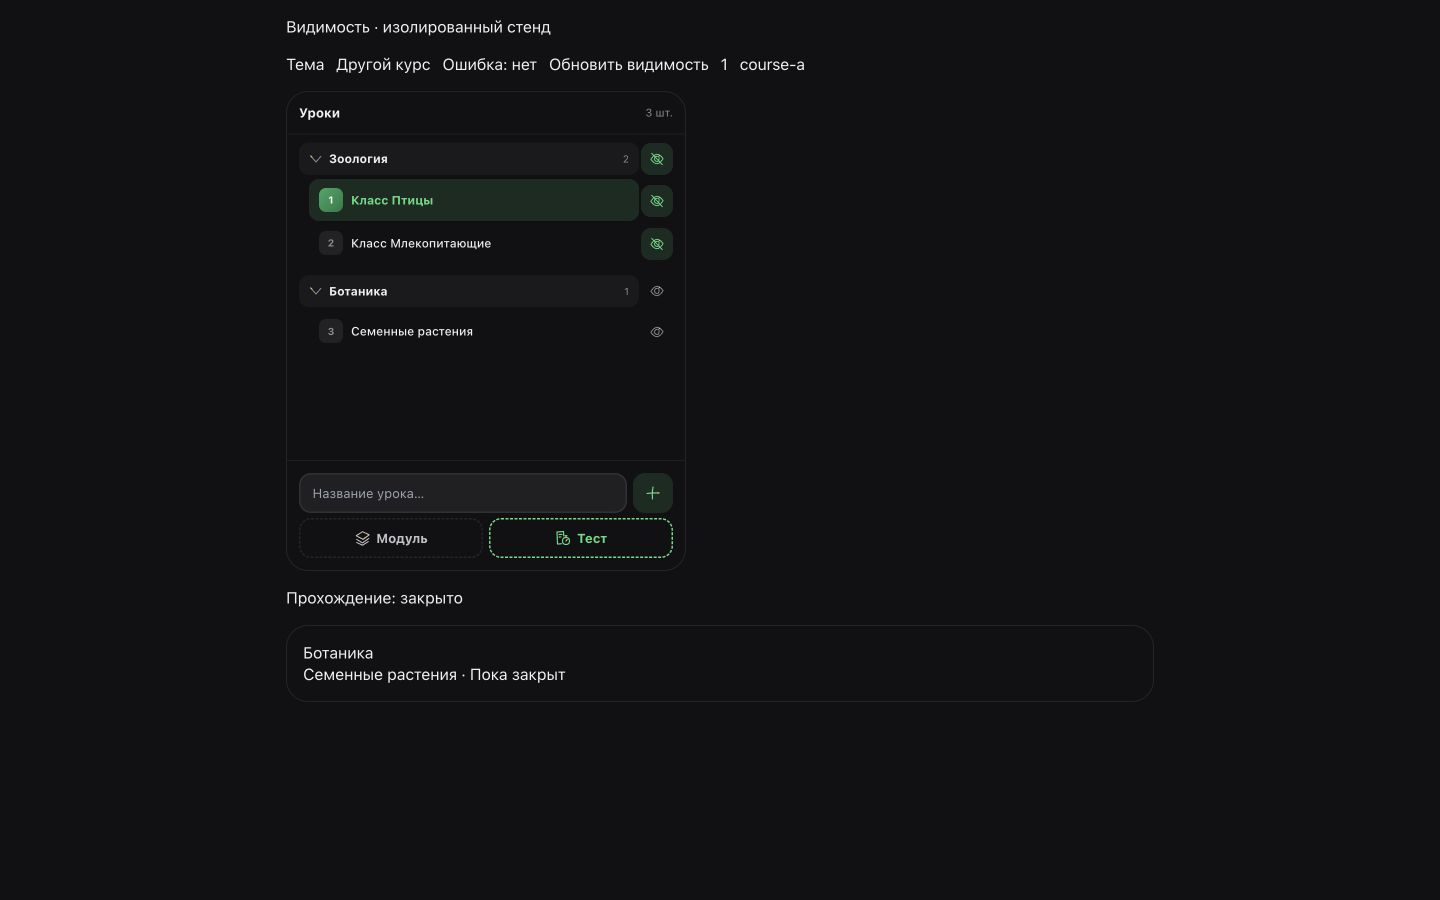 Видимость · изолированный стенд
Тема Другой курс Ошибка: нет Обновить видимость 1 course-a
Уроки 3 шт.
Зоология 2
1 Класс Птицы
2 Класс Млекопитающие
Ботаника 1
3 Семенные растения
Название урока...
Модуль Тест
Прохождение: закрыто
Ботаника
Семенные растения · Пока закрыт